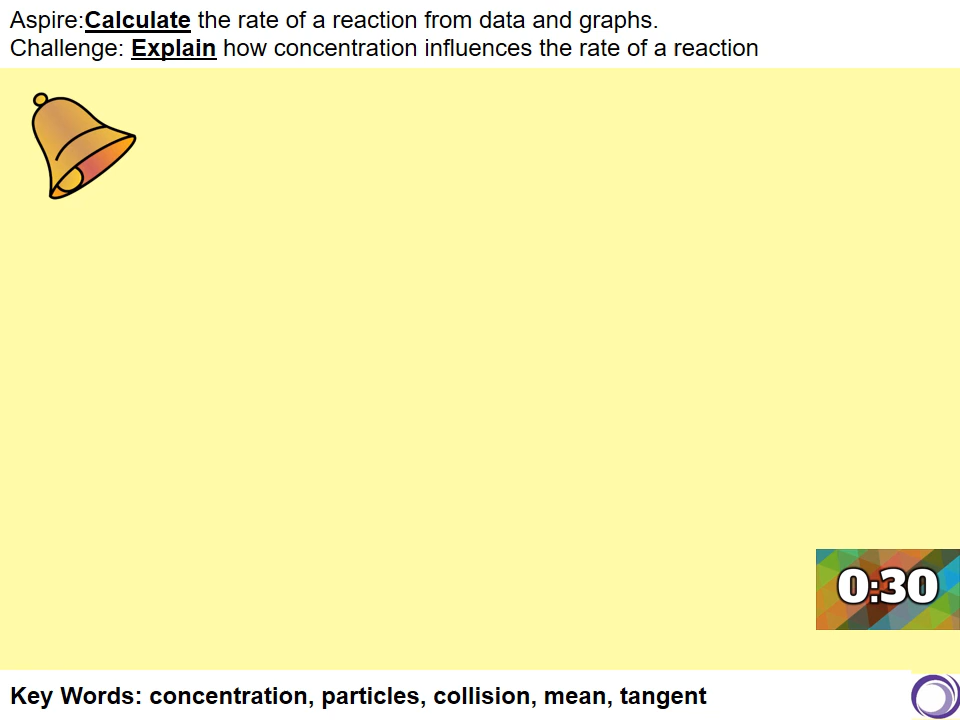 Aspire:Calculate the rate of a reaction from data and graphs.
Challenge: Explain how concentration influences the rate of a reaction
0:30
Key Words: concentration, particles, collision, mean, tangent